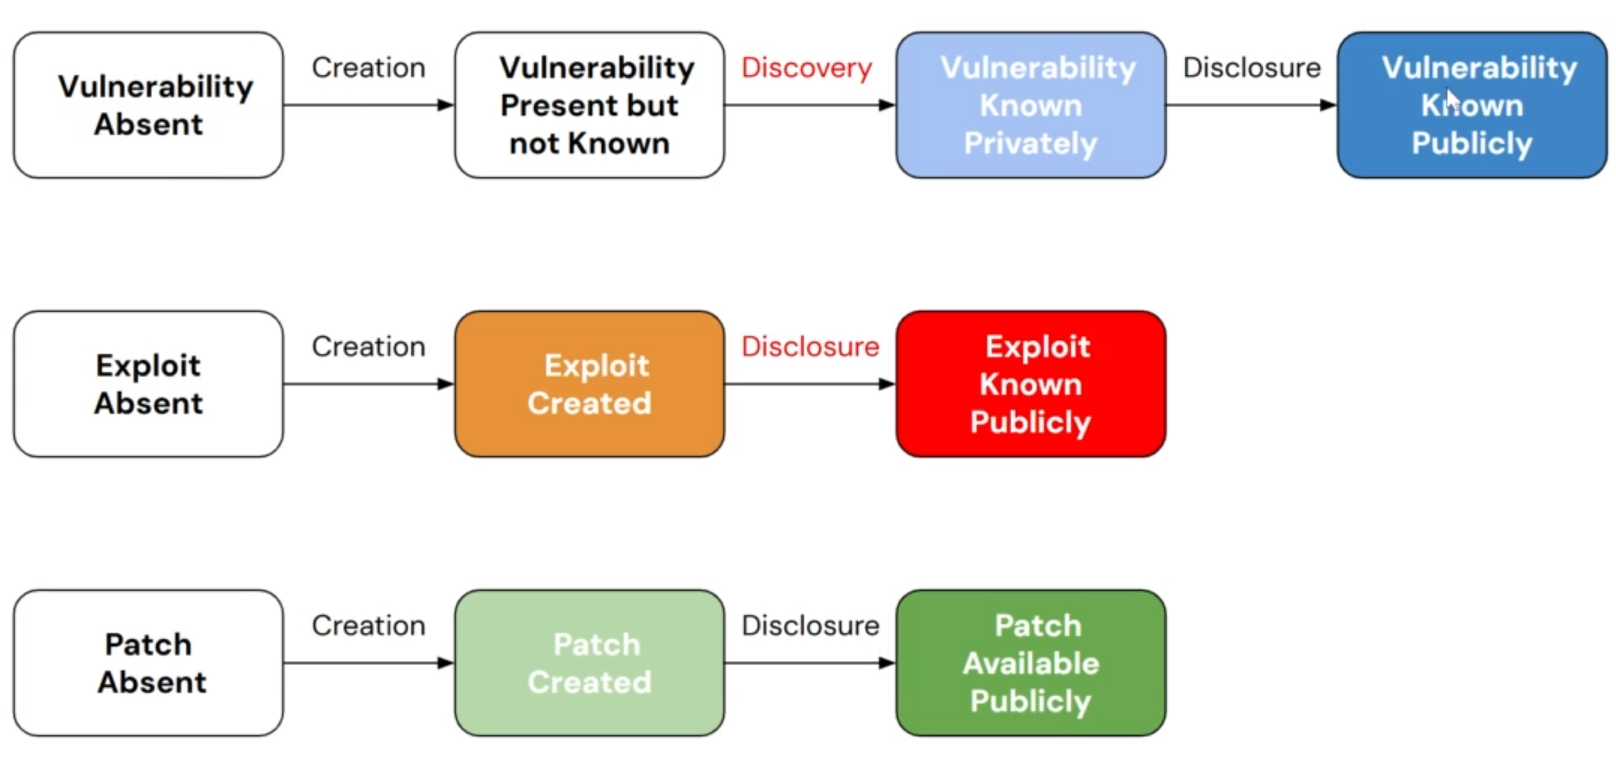 Vulnerability
Absent
Creation
Vulnerability
Present but
not Known
Discovery
Vulnerability
Known
Privately
Disclosure
Vulnerability
Known
Publicly
Exploit
Absent
Creation
Exploit
Created
Disclosure
Exploit
Known
Publicly
Patch
Absent
Creation
Patch
Created
Disclosure
Patch
Available
Publicly